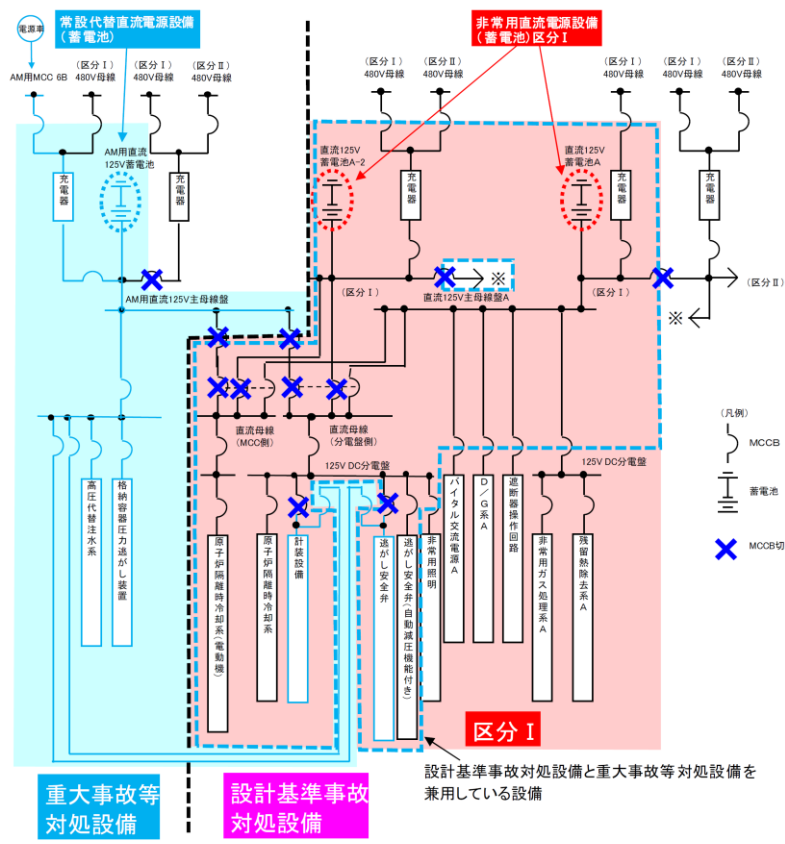 電源車
常設代替直流電源設備
(蓄電池)
非常用直流電源設備
(蓄電池)区分Ⅰ
AM用MCC 6B
(区分Ⅰ)
480V母線
(区分Ⅰ)
480V母線
(区分Ⅱ)
480V母線
(区分Ⅰ)
480V母線
(区分Ⅱ)
480V母線
(区分Ⅰ)
480V母線
(区分Ⅰ)
480V母線
(区分Ⅱ)
480V母線
AM用直流
125V蓄電池
直流125V
蓄電池A-2
直流125V
蓄電池A
充電器
充電器
充電器
充電器
充電器
※
(区分Ⅱ)
(区分Ⅰ)
(区分Ⅰ)
AM用直流125V主母線盤
直流125V主母線盤A
※
直流母線
(MCC側)
直流母線
(分電盤側)
(凡例)
MCCB
蓄電池
MCCB切
125V DC分電盤
125V DC分電盤
高圧代替注水系
格納容器圧力逃がし装置
原子炉隔離時冷却系(電動機)
原子炉隔離時冷却系
計装設備
逃がし安全弁
逃がし安全弁(自動減圧機能付き)
非常用照明
バイタル交流電源A
D/G系A
遮断器操作回路
非常用ガス処理系A
残留熱除去系A
区分Ⅰ
設計基準事故対処設備と重大事故等対処設備を
兼用している設備
重大事故等
対処設備
設計基準事故
対処設備